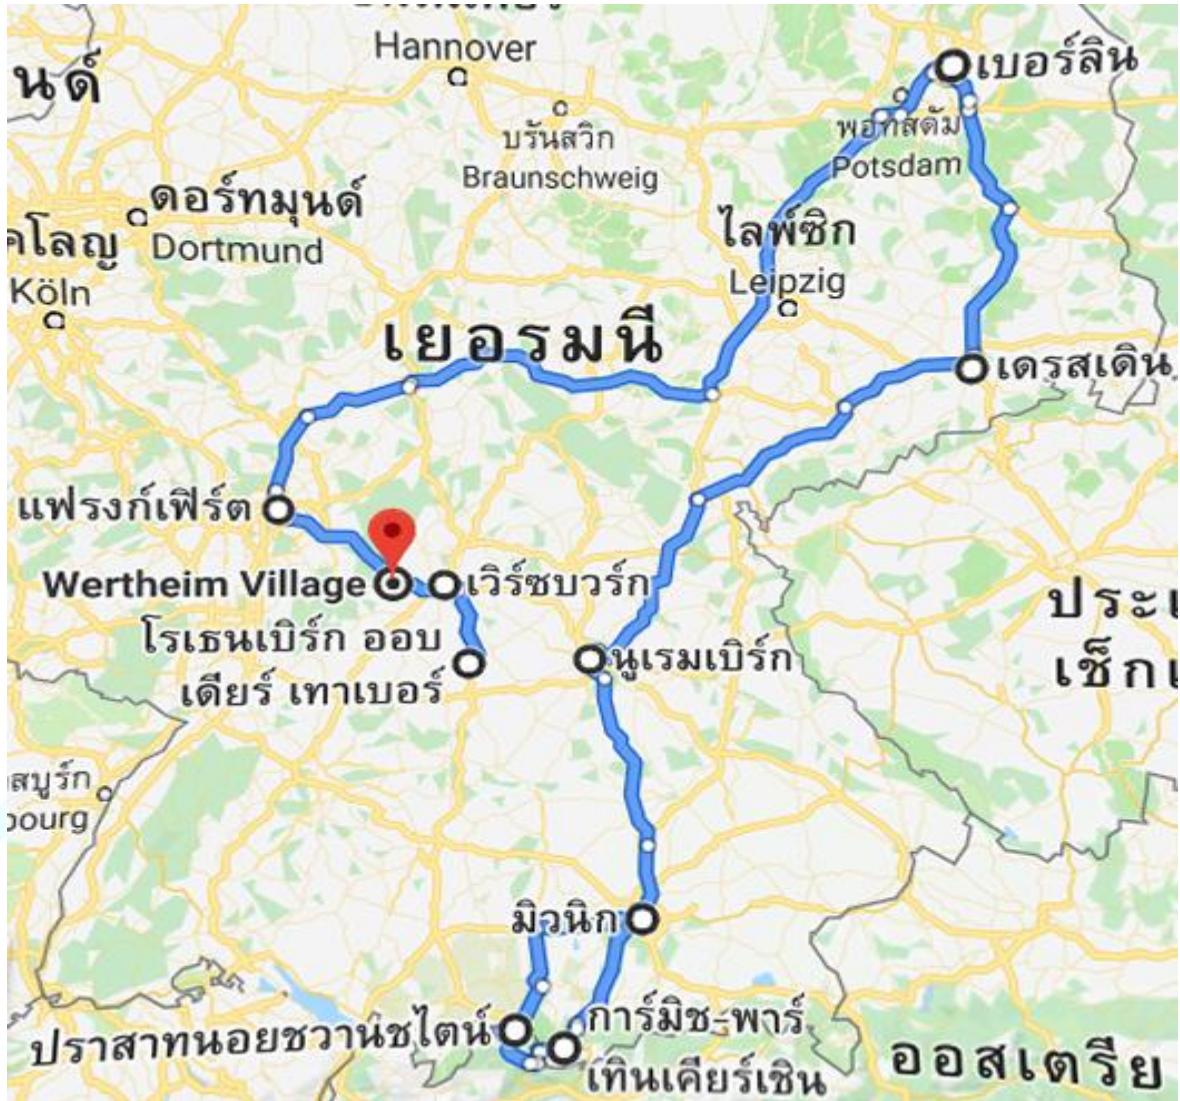 Hannover
นด์
เบอร์ลิน
บรันสวิก
Braunschweig
พอทสดัม
Potsdam
ดอร์ทมุนด์
Dortmund
คโลญ
Köln
ไลพ์ซิก
Leipzig
เยอรมนี
เดรสเดิน
แฟรงก์เฟิร์ต
Wertheim Village
เวิร์ซบวร์ก
โรเธนเบิร์ก ออบ
เดียร์ เทาเบอร์
นูเรมเบิร์ก
ประเ
เช็ก
สบูร์ก
bourg
มิวนิก
ปราสาทนอยชวานชไตน์
การ์มิช-พาร์
เทินเคียร์เชิน
ออสเตรีย